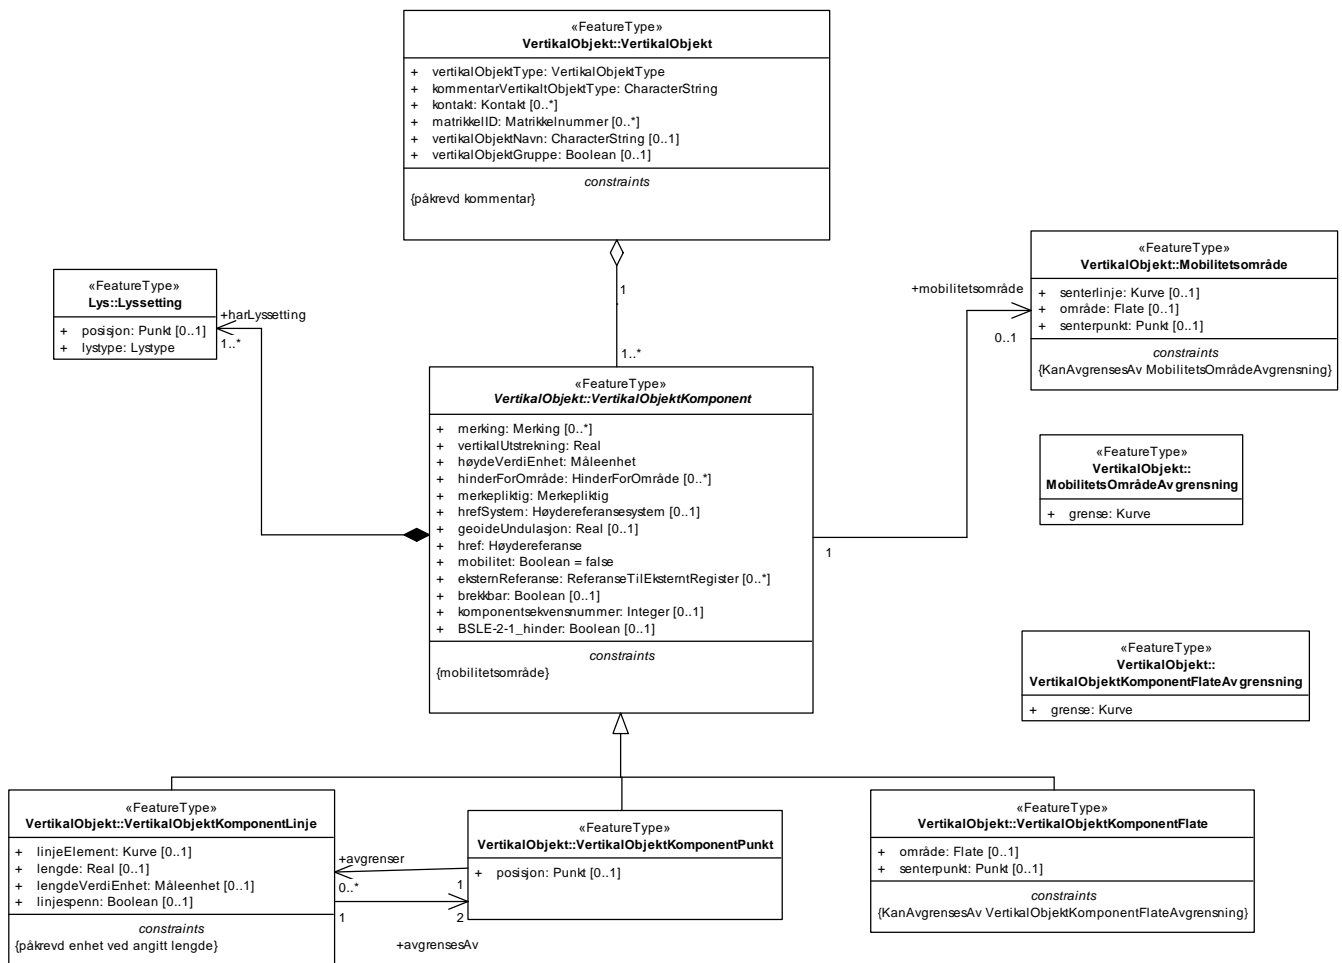 «FeatureType»
VertikalObjekt::VertikalObjekt
+ vertikalObjektType: VertikalObjektType
+ kommentarVertikaltObjektType: CharacterString
+ kontakt: Kontakt [0..*]
+ matrikkelID: Matrikkelnummer [0..*]
+ vertikalObjektNavn: CharacterString [0..1]
+ vertikalObjektGruppe: Boolean [0..1]
constraints
{påkrevd kommentar}
«FeatureType»
VertikalObjekt::Mobilitetsområde
+ senterlinje: Kurve [0..1]
+ område: Flate [0..1]
+ senterpunkt: Punkt [0..1]
constraints
{KanAvgrensesAv MobilitetsOmrådeAvgrensning}
«FeatureType»
Lys::Lyssetting
+ posisjon: Punkt [0..1]
+ lystype: Lystype
+harLyssetting
1..*
1
1..*
+mobilitetsområde
0..1
1
«FeatureType»
VertikalObjekt::VertikalObjektKomponent
+ merking: Merking [0..*]
+ vertikalUtstrekning: Real
+ høydeVerdiEnhet: Måleenhet
+ hinderForOmråde: HinderForOmråde [0..*]
+ merkepliktig: Merkepliktig
+ hrefSystem: Høydereferansesystem [0..1]
+ geoideUndulasjon: Real [0..1]
+ href: Høydereferanse
+ mobilitet: Boolean = false
+ eksternReferanse: ReferanseTilEksterntRegister [0..*]
+ brekkbar: Boolean [0..1]
+ komponentsekvensnummer: Integer [0..1]
+ BSLE-2-1_hinder: Boolean [0..1]
constraints
{mobilitetsområde}
«FeatureType»
VertikalObjekt::
MobilitetsOmrådeAvgrensning
+ grense: Kurve
«FeatureType»
VertikalObjekt::
VertikalObjektKomponentFlateAvgrensning
+ grense: Kurve
«FeatureType»
VertikalObjekt::VertikalObjektKomponentLinje
+ linjeElement: Kurve [0..1]
+ lengde: Real [0..1]
+ lengdeVerdiEnhet: Måleenhet [0..1]
+ linjespenn: Boolean [0..1]
constraints
{påkrevd enhet ved angitt lengde}
+avgrenser
0..*
1
1
2
+avgrensesAv
«FeatureType»
VertikalObjekt::VertikalObjektKomponentPunkt
+ posisjon: Punkt [0..1]
«FeatureType»
VertikalObjekt::VertikalObjektKomponentFlate
+ område: Flate [0..1]
+ senterpunkt: Punkt [0..1]
constraints
{KanAvgrensesAv VertikalObjektKomponentFlateAvgrensning}